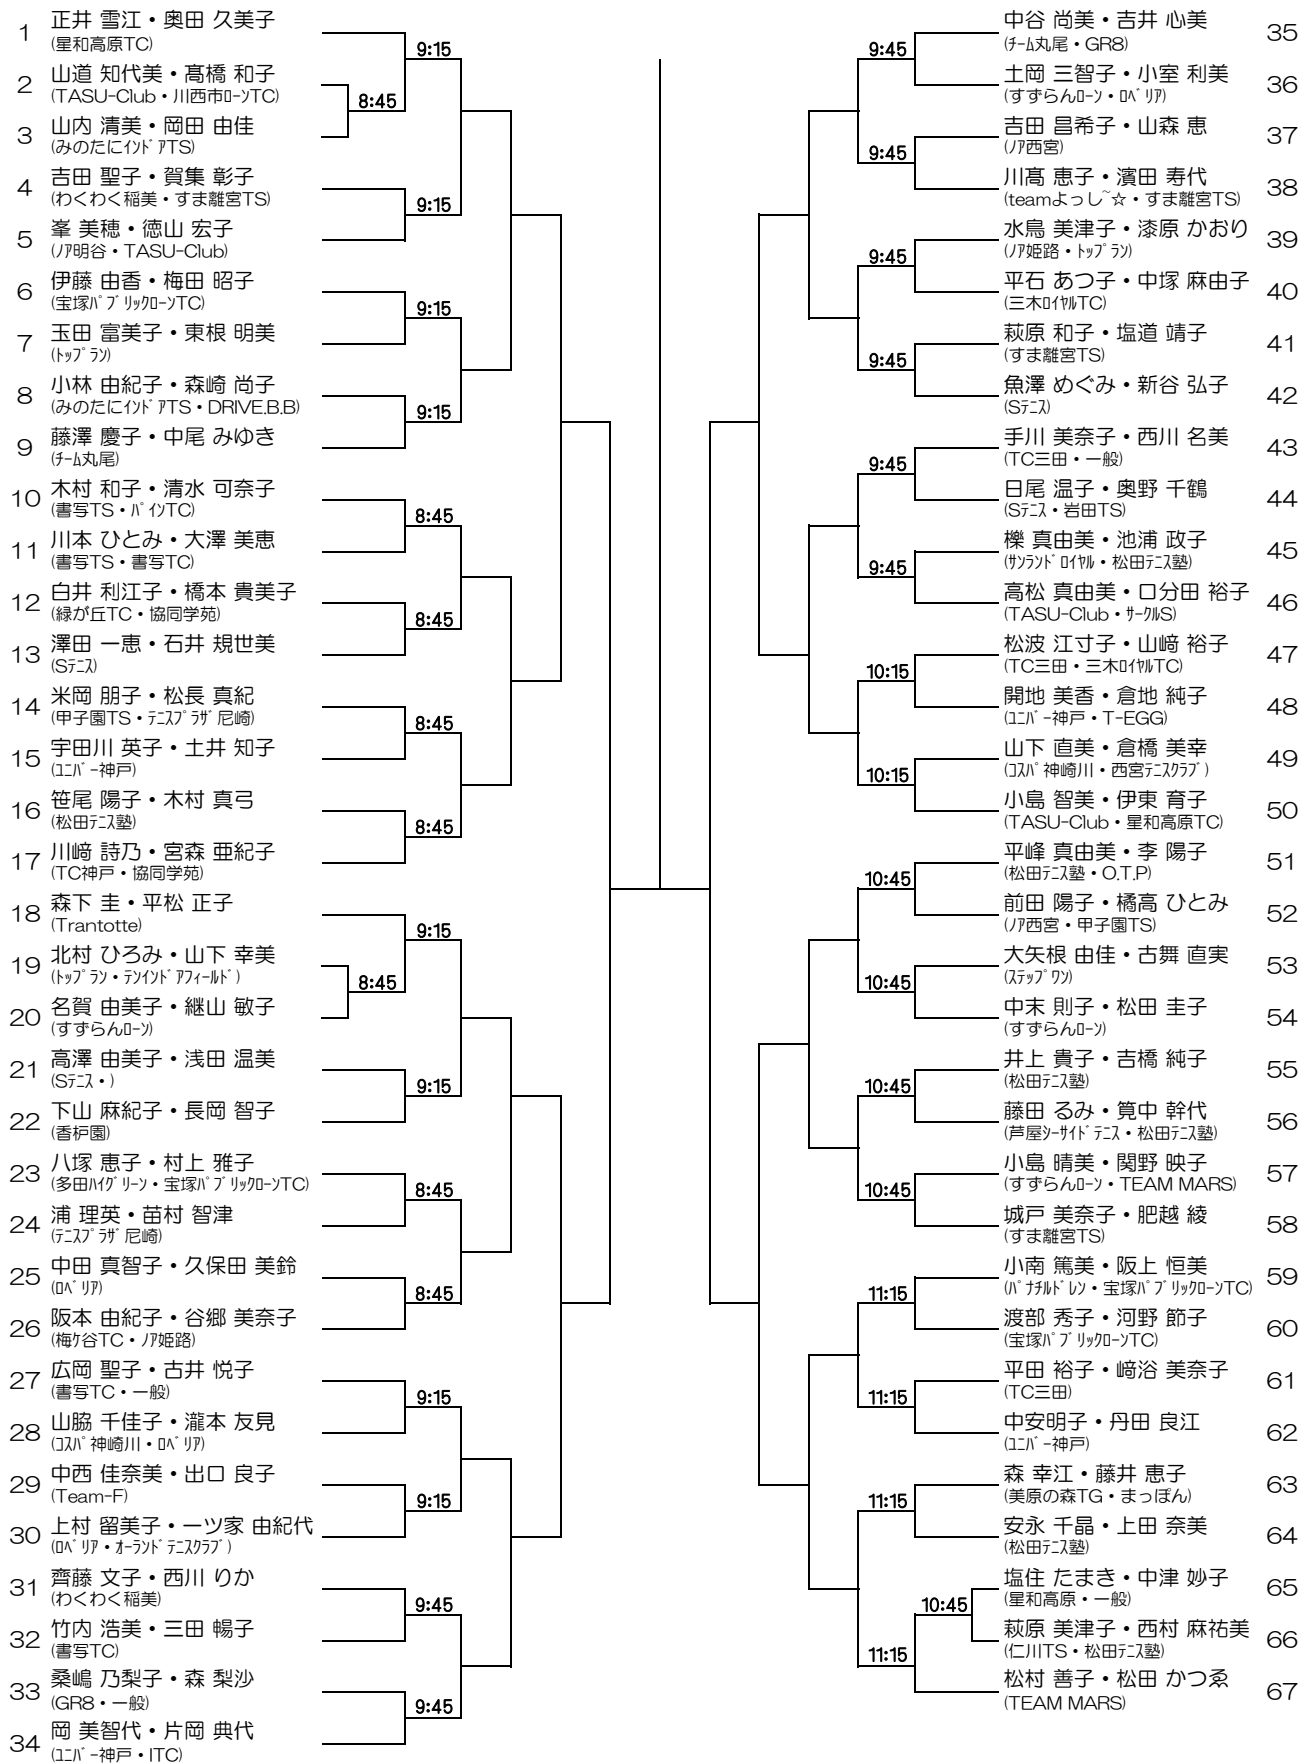 1
正井 雪江・奥田 久美子
(星和高原TC)
9:15
2
山道 知代美・髙橋 和子
(TASU-Club・川西市ﾛｰﾝTC)
8:45
3
山内 清美・岡田 由佳
(みのたにｲﾝﾄﾞｱTS)
4
吉田 聖子・賀集 彰子
(わくわく稲美・すま離宮TS)
9:15
5
峯 美穂・徳山 宏子
(ﾉｱ明谷・TASU-Club)
6
伊藤 由香・梅田 昭子
(宝塚ﾊﾟﾌﾞﾘｯｸﾛｰﾝTC)
9:15
7
玉田 富美子・東根 明美
(ﾄｯﾌﾟﾗﾝ)
8
小林 由紀子・森崎 尚子
(みのたにｲﾝﾄﾞｱTS・DRIVE.B.B)
9:15
9
藤澤 慶子・中尾 みゆき
(ﾁｰﾑ丸尾)
10
木村 和子・清水 可奈子
(書写TS・ﾊﾟｲﾝTC)
8:45
11
川本 ひとみ・大澤 美恵
(書写TS・書写TC)
12
白井 利江子・橋本 貴美子
(緑が丘TC・協同学苑)
8:45
13
澤田 一恵・石井 規世美
(Sﾃﾆｽ)
14
米岡 朋子・松長 真紀
(甲子園TS・ﾃﾆｽﾌﾟﾗｻﾞ尼崎)
8:45
15
宇田川 英子・土井 知子
(ﾕﾆﾊﾞｰ神戸)
16
笹尾 陽子・木村 真弓
(松田ﾃﾆｽ塾)
8:45
17
川﨑 詩乃・宮森 亜紀子
(TC神戸・協同学苑)
18
森下 圭・平松 正子
(Trantotte)
9:15
19
北村 ひろみ・山下 幸美
(ﾄｯﾌﾟﾗﾝ・ﾃﾝｲﾝﾄﾞｱﾌｨｰﾙﾄﾞ)
8:45
20
名賀 由美子・継山 敏子
(すずらんﾛｰﾝ)
21
高澤 由美子・浅田 温美
(Sﾃﾆｽ・)
9:15
22
下山 麻紀子・長岡 智子
(香枦園)
23
八塚 恵子・村上 雅子
(多田ﾊｲｸﾞﾘｰﾝ・宝塚ﾊﾟﾌﾞﾘｯｸﾛｰﾝTC)
8:45
24
浦 理英・苗村 智津
(ﾃﾆｽﾌﾟﾗｻﾞ尼崎)
25
中田 真智子・久保田 美鈴
(ﾛﾍﾞﾘｱ)
8:45
26
阪本 由紀子・谷郷 美奈子
(梅ｹ谷TC・ﾉｱ姫路)
27
広岡 聖子・古井 悦子
(書写TC・一般)
9:15
28
山脇 千佳子・瀧本 友見
(ｺｽﾊﾟ神崎川・ﾛﾍﾞﾘｱ)
29
中西 佳奈美・出口 良子
(Team-F)
9:15
30
上村 留美子・一ツ家 由紀代
(ﾛﾍﾞﾘｱ・ｵｰﾗﾝﾄﾞﾃﾆｽｸﾗﾌﾞ)
31
齊藤 文子・西川 りか
(わくわく稲美)
9:45
32
竹内 浩美・三田 暢子
(書写TC)
33
桑嶋 乃梨子・森 梨沙
(GR8・一般)
9:45
34
岡 美智代・片岡 典代
(ﾕﾆﾊﾞｰ神戸・ITC)
中谷 尚美・吉井 心美
(ﾁｰﾑ丸尾・GR8)
35
9:45
土岡 三智子・小室 利美
(すずらんﾛｰﾝ・ﾛﾍﾞﾘｱ)
36
吉田 昌希子・山森 恵
(ﾉｱ西宮)
37
9:45
川髙 恵子・濱田 寿代
(teamよっし~☆・すま離宮TS)
38
水鳥 美津子・漆原 かおり
(ﾉｱ姫路・ﾄｯﾌﾟﾗﾝ)
39
9:45
平石 あつ子・中塚 麻由子
(三木ﾛｲﾔﾙTC)
40
萩原 和子・塩道 靖子
(すま離宮TS)
41
9:45
魚澤 めぐみ・新谷 弘子
(Sﾃﾆｽ)
42
手川 美奈子・西川 名美
(TC三田・一般)
43
9:45
日尾 温子・奥野 千鶴
(Sﾃﾆｽ・岩田TS)
44
櫟 真由美・池浦 政子
(ｻﾝﾗﾝﾄﾞﾛｲﾔﾙ・松田ﾃﾆｽ塾)
45
9:45
高松 真由美・口分田 裕子
(TASU-Club・ｻｰｸﾙS)
46
松波 江寸子・山﨑 裕子
(TC三田・三木ﾛｲﾔﾙTC)
47
10:15
開地 美香・倉地 純子
(ﾕﾆﾊﾞｰ神戸・T-EGG)
48
山下 直美・倉橋 美幸
(ｺｽﾊﾟ神崎川・西宮ﾃﾆｽｸﾗﾌﾞ)
49
10:15
小島 智美・伊東 育子
(TASU-Club・星和高原TC)
50
平峰 真由美・李 陽子
(松田ﾃﾆｽ塾・O.T.P)
51
10:45
前田 陽子・橘高 ひとみ
(ﾉｱ西宮・甲子園TS)
52
大矢根 由佳・古舞 直実
(ｽﾃｯﾌﾟﾜﾝ)
53
10:45
中末 則子・松田 圭子
(すずらんﾛｰﾝ)
54
井上 貴子・吉橋 純子
(松田ﾃﾆｽ塾)
55
10:45
藤田 るみ・筧中 幹代
(芦屋ｼｰｻｲﾄﾞﾃﾆｽ・松田ﾃﾆｽ塾)
56
小島 晴美・関野 映子
(すずらんﾛｰﾝ・TEAM MARS)
57
10:45
城戸 美奈子・肥越 綾
(すま離宮TS)
58
小南 篤美・阪上 恒美
(ﾊﾞﾅﾁﾙﾄﾞﾚﾝ・宝塚ﾊﾟﾌﾞﾘｯｸﾛｰﾝTC)
59
11:15
渡部 秀子・河野 節子
(宝塚ﾊﾟﾌﾞﾘｯｸﾛｰﾝTC)
60
平田 裕子・﨑浴 美奈子
(TC三田)
61
11:15
中安明子・丹田 良江
(ﾕﾆﾊﾞｰ神戸)
62
森 幸江・藤井 恵子
(美原の森TG・まっぽん)
63
11:15
安永 千晶・上田 奈美
(松田ﾃﾆｽ塾)
64
塩住 たまき・中津 妙子
(星和高原・一般)
65
10:45
萩原 美津子・西村 麻祐美
(仁川TS・松田ﾃﾆｽ塾)
66
11:15
松村 善子・松田 かつゑ
(TEAM MARS)
67